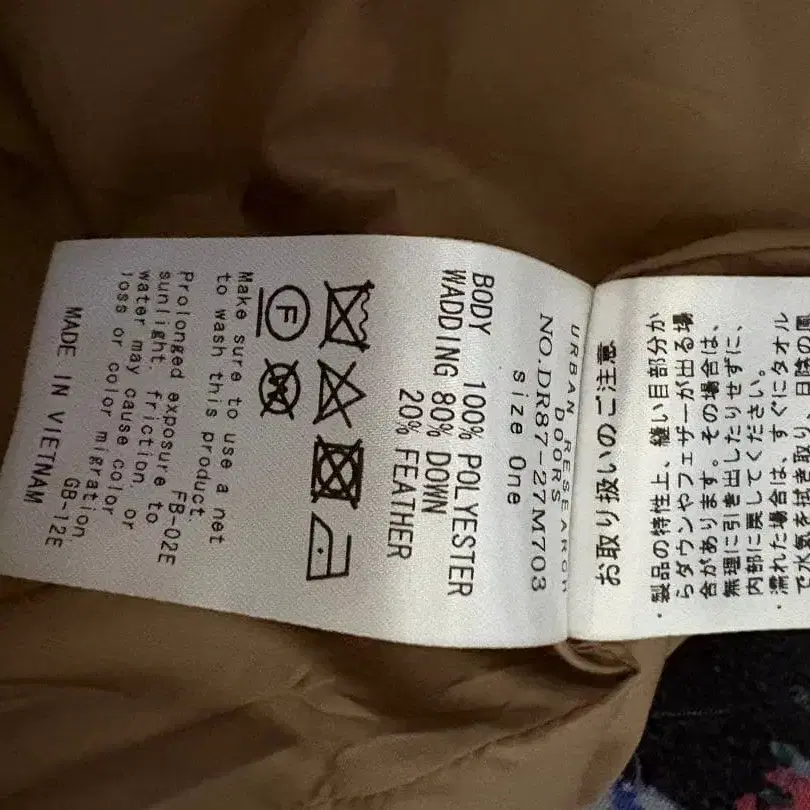 URBAN RESEARCH
DOORS
NO.DR87-27M703
size One
BODY 100% POLYESTER
WADDING 80% DOWN
20% FEATHER
F
W
Make sure to use a net
to wash this product.
FB-02E
Prolonged exposure to
sunlight, friction, or
water may cause color
loss or color migration.
GB-12E
MADE IN VIETNAM
お取り扱いのご注意
・製品の特性上、縫い目部分か
らダウンやフェザーが出る場
合があります。その場合は、
無理に引き出したりせずに、
内部に戻してください。
・濡れた場合は、すぐにタオル
で水気を拭き取り、日陰の風